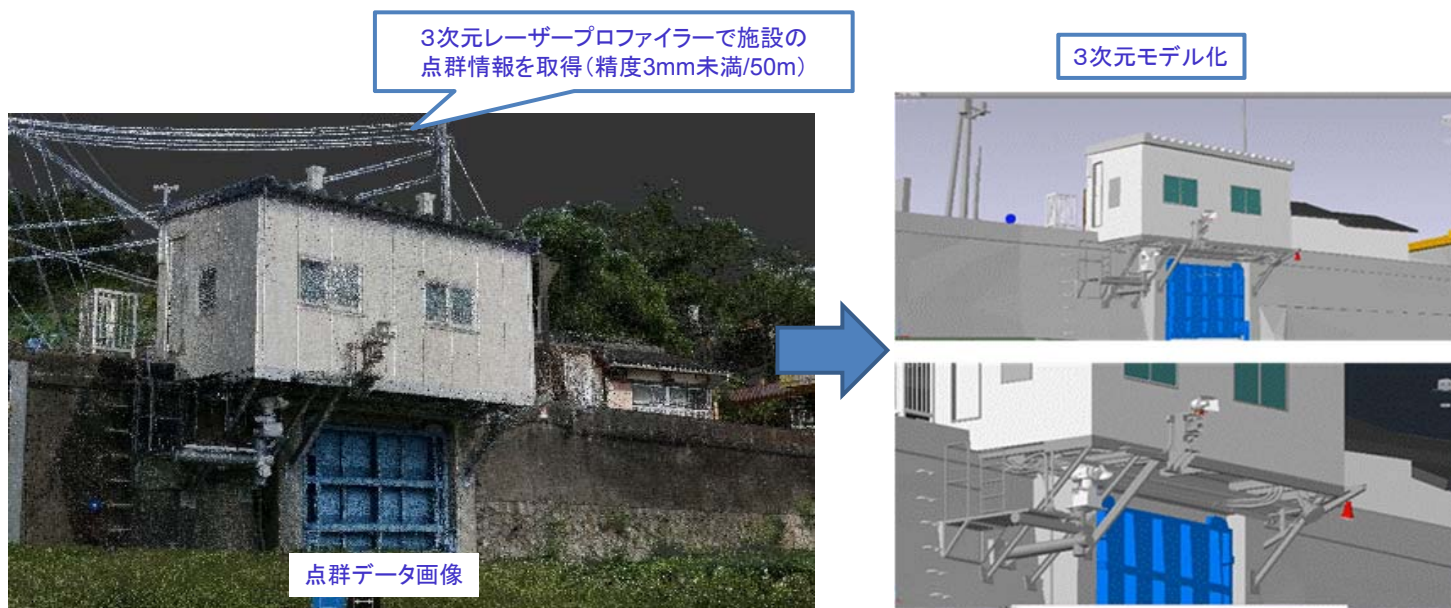 ３次元レーザープロファイラーで施設の
点群情報を取得（精度3mm未満/50m）
３次元モデル化
点群データ画像